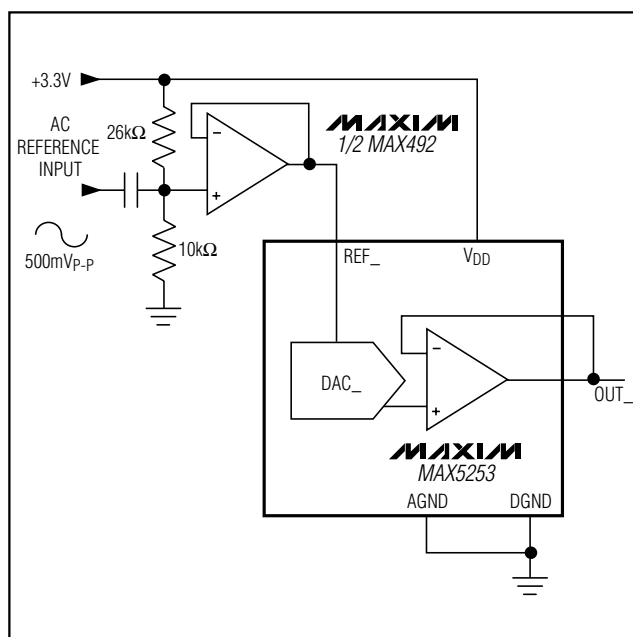 +3.3V
AC
REFERENCE
INPUT
26kΩ
MAXIM
1/2 MAX492
500mVP-P
10kΩ
REF_
VDD
DAC_
OUT_
MAXIM
MAX5253
AGND
DGND
−
+
−
+